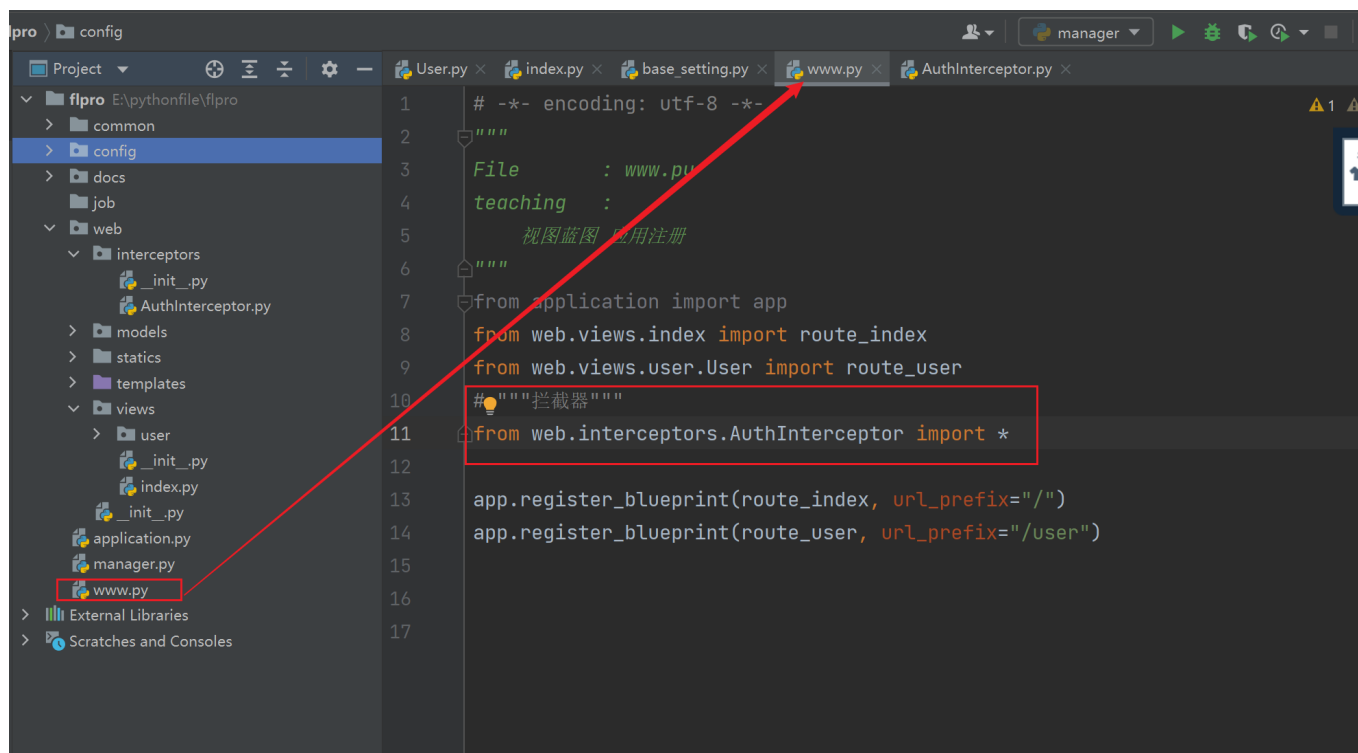 flpro config
manager
Project
User.py index.py base_setting.py www.py AuthInterceptor.py
flpro E:\pythonfile\flpro
common
config
docs
job
web
interceptors
__init__.py
AuthInterceptor.py
models
statics
templates
views
user
__init__.py
index.py
__init__.py
application.py
manager.py
www.py
External Libraries
Scratches and Consoles
1 # -*- encoding: utf-8 -*-
2 """
3 File : www.pu
4 teaching :
5 视图蓝图 应用注册
6 """
7 from application import app
8 from web.views.index import route_index
9 from web.views.user.User import route_user
10 # """拦截器"""
11 from web.interceptors.AuthInterceptor import *
12
13 app.register_blueprint(route_index, url_prefix="/")
14 app.register_blueprint(route_user, url_prefix="/user")
15
16
17
1